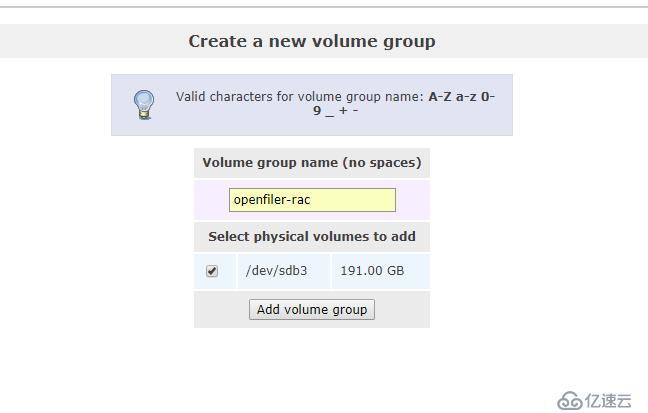 Create a new volume group
Valid characters for volume group name: A-Z a-z 0-
9 _ + -
Volume group name (no spaces)
openfiler-rac
Select physical volumes to add
/dev/sdb3 191.00 GB
Add volume group
亿速云